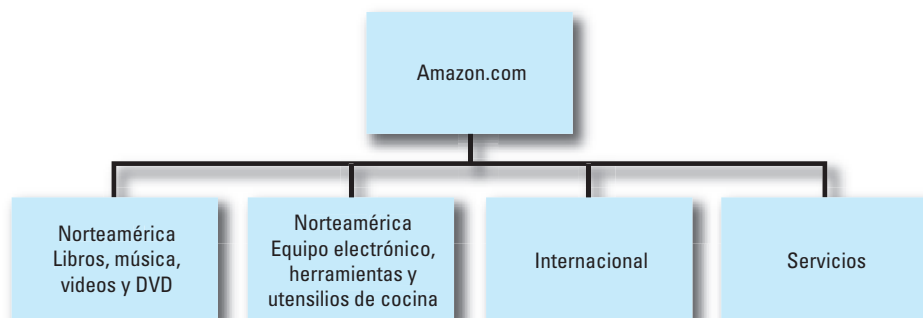 Amazon.com
Norteamérica
Libros, música,
videos y DVD
Norteamérica
Equipo electrónico,
herramientas y
utensilios de cocina
Internacional
Servicios